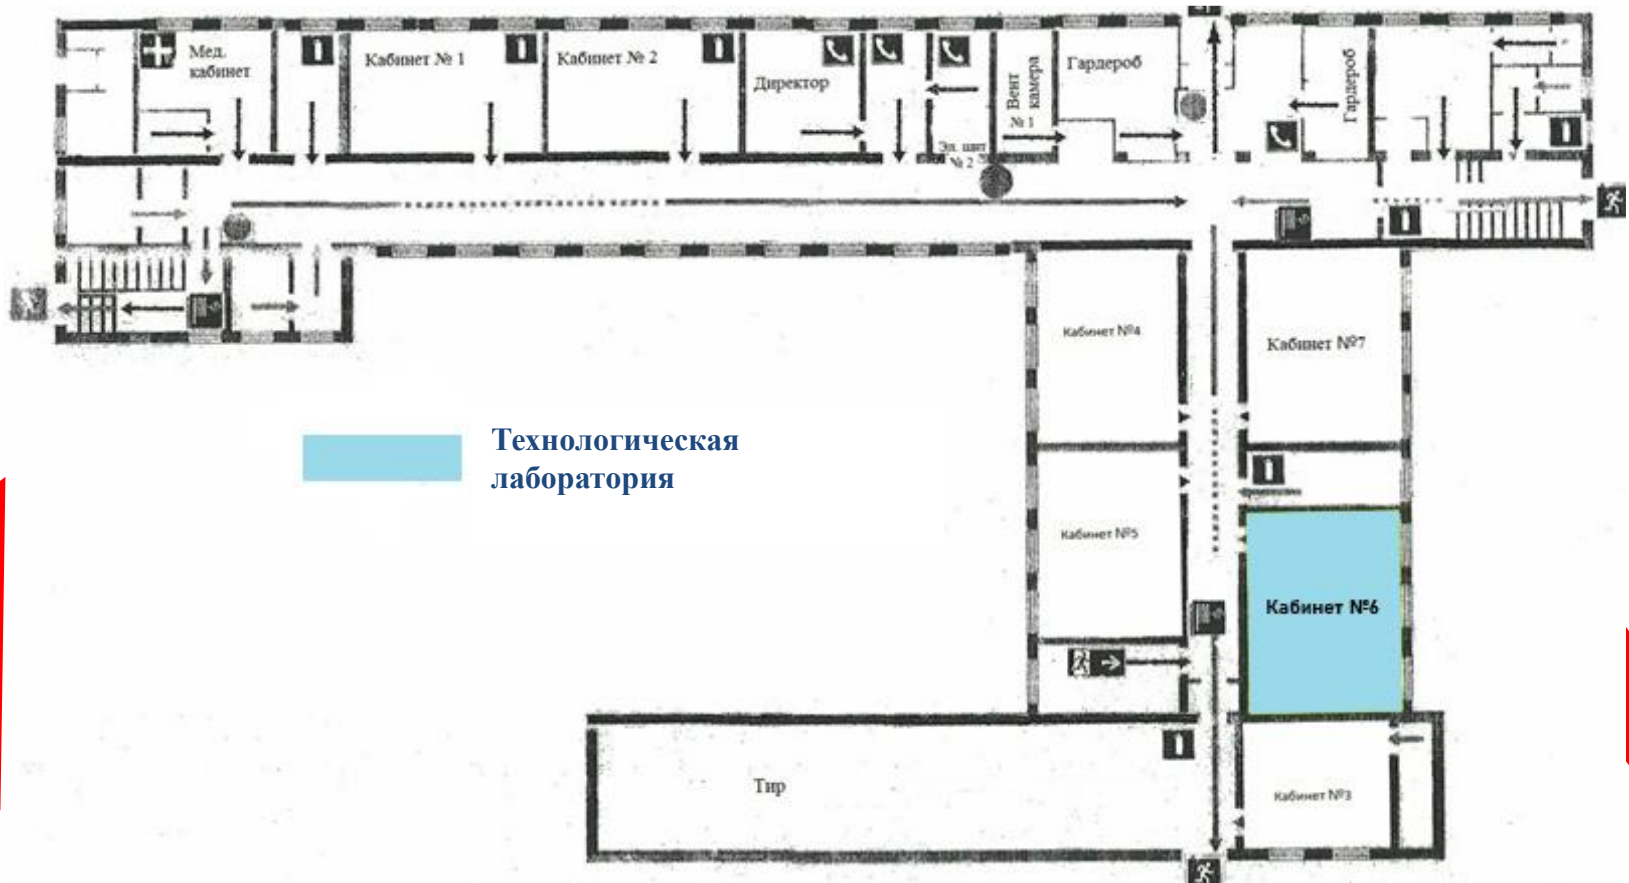 Мед.
кабинет
Кабинет № 1
Кабинет № 2
Директор
Эл. щит
№ 2
Вент
камера
№ 1
Гардероб
Гардероб
Кабинет №4
Кабинет №7
Технологическая
лаборатория
Кабинет №5
Кабинет №6
Тир
Кабинет №3